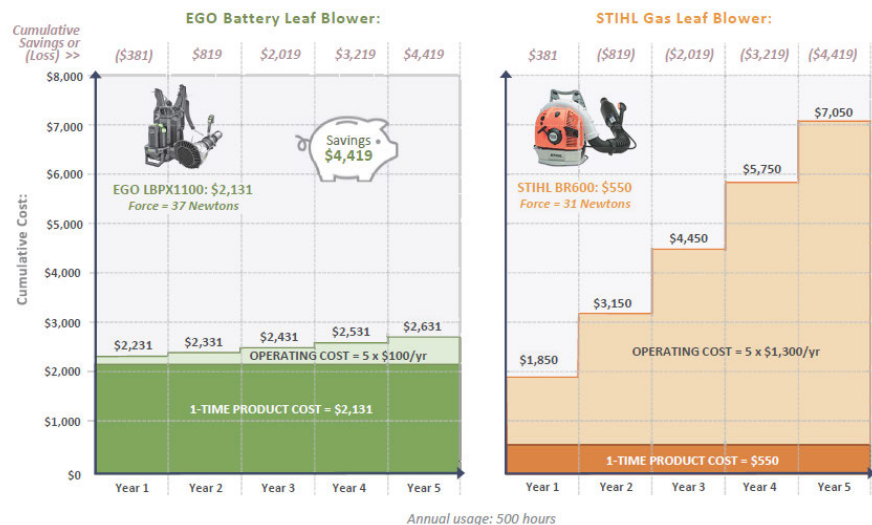 EGO Battery Leaf Blower:
STIHL Gas Leaf Blower:
Cumulative
Savings or
(Loss) >>
($381)
$819
$2,019
$3,219
$4,419
$381
($819)
($2,019)
($3,219)
($4,419)
Cumulative Cost:
$8,000
$7,000
$6,000
$5,000
$4,000
$3,000
$2,000
$1,000
$0
Savings
$4,419
EGO LBPX1100: $2,131
Force = 37 Newtons
$2,231
$2,331
$2,431
$2,531
$2,631
OPERATING COST = 5 x $100/yr
1-TIME PRODUCT COST = $2,131
Year 1
Year 2
Year 3
Year 4
Year 5
STIHL BR600: $550
Force = 31 Newtons
$1,850
$3,150
$4,450
$5,750
$7,050
OPERATING COST = 5 x $1,300/yr
1-TIME PRODUCT COST = $550
Year 1
Year 2
Year 3
Year 4
Year 5
Annual usage: 500 hours